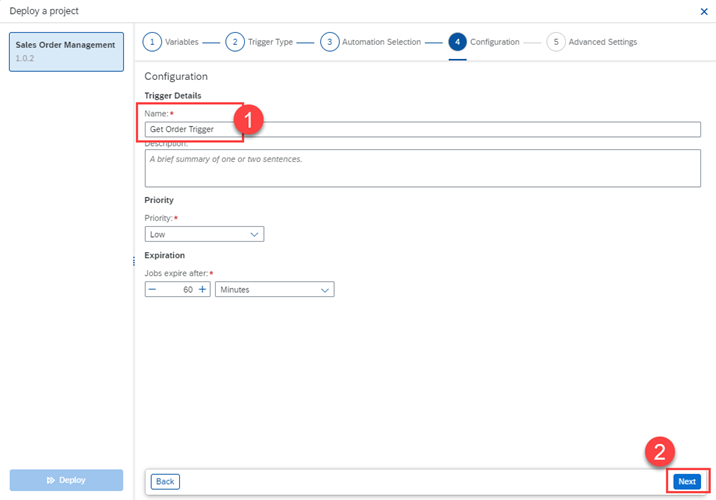 Deploy a project
Sales Order Management
1.0.2
1 Variables 2 Trigger Type 3 Automation Selection 4 Configuration 5 Advanced Settings
Configuration
Trigger Details
Name:*
1
Get Order Trigger
Description:
A brief summary of one or two sentences.
Priority
Priority:*
Low
Expiration
Jobs expire after:*
60 Minutes
2
Deploy
Back
Next